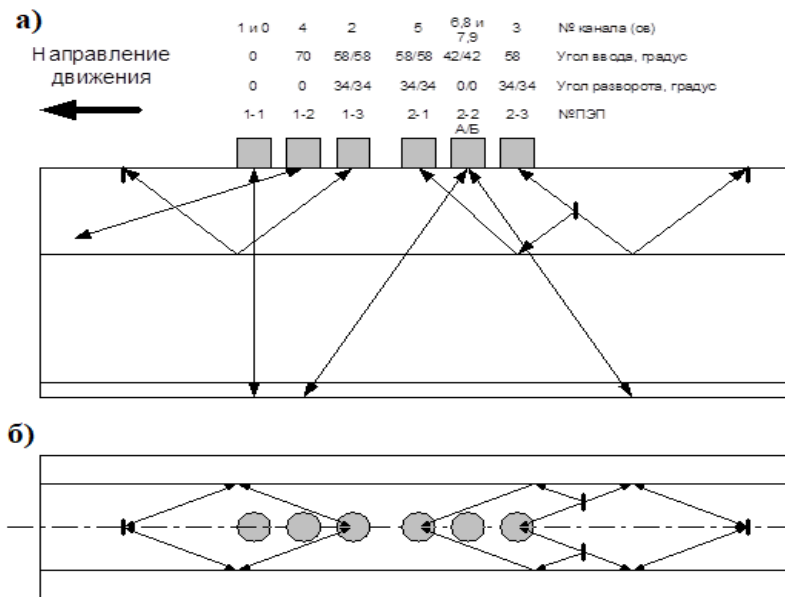 а)
Направление
движения
1 и 0 4 2 5 6,8 и 7,9 3 № канала (ов)
0 70 58/58 58/58 42/42 58 Угол ввода, градус
0 0 34/34 34/34 0/0 34/34 Угол разворота, градус
1-1 1-2 1-3 2-1 2-2 А/Б 2-3 №ПЭП
б)